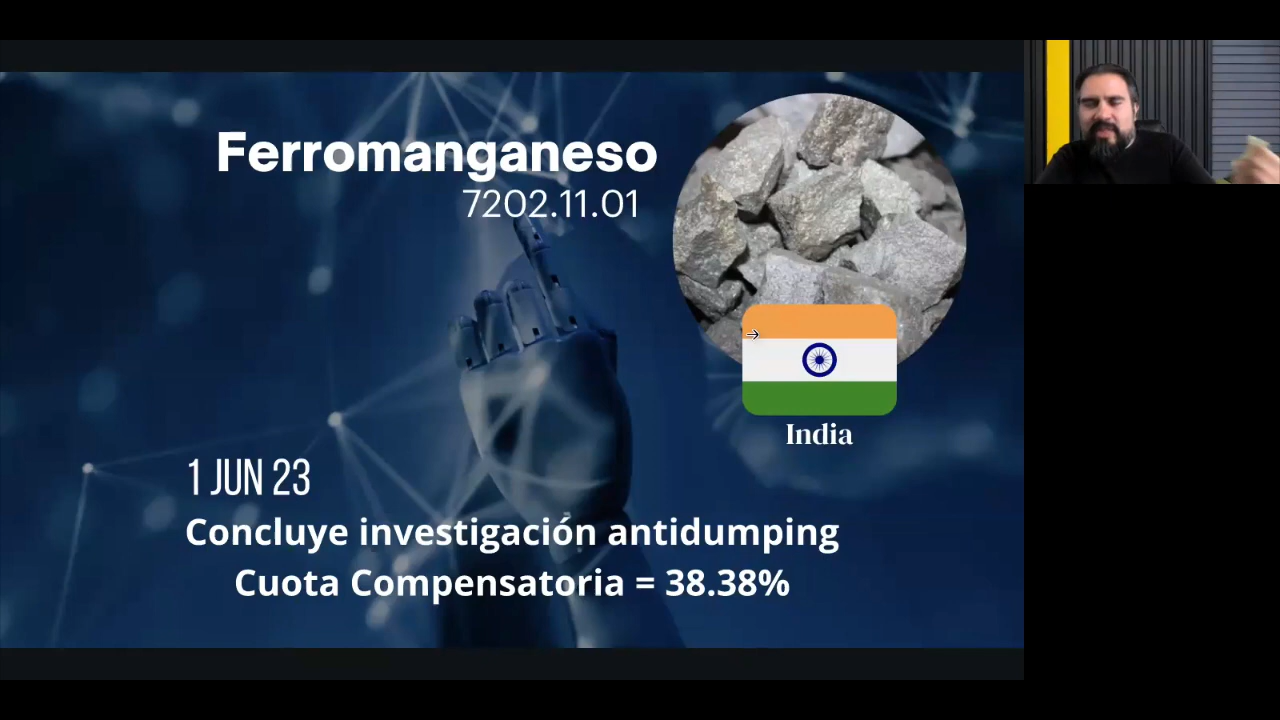 Ferromanganeso
7202.11.01
India
1 JUN 23
Concluye investigación antidumping
Cuota Compensatoria = 38.38%